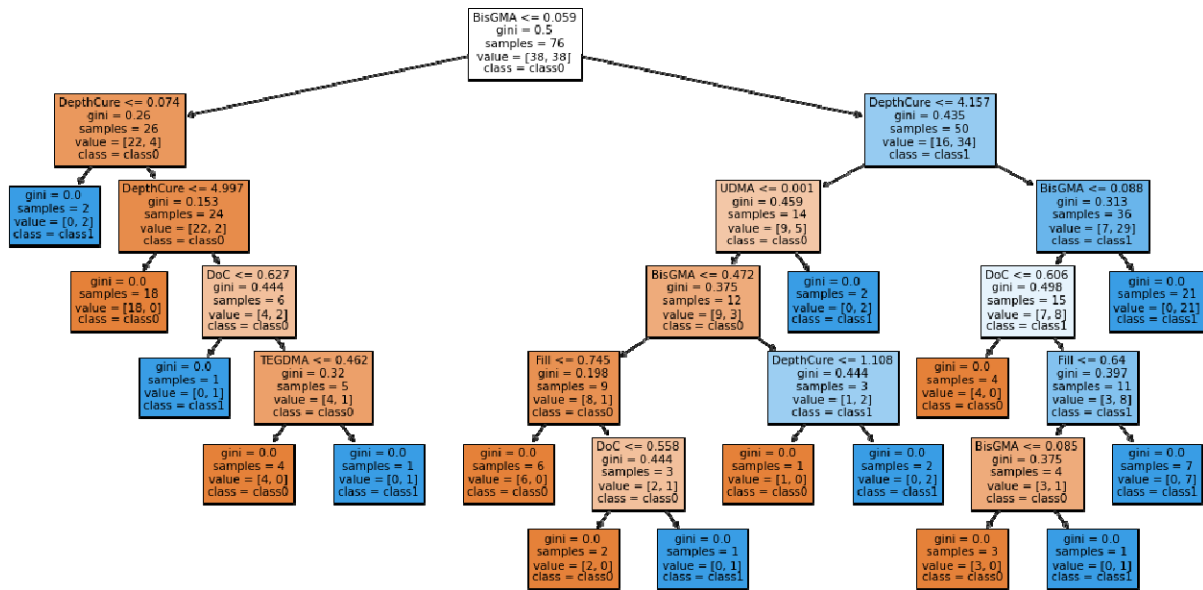 BisGMA <= 0.059
gini = 0.5
samples = 76
value = [38, 38]
class = class0
DepthCure <= 0.074
gini = 0.26
samples = 26
value = [22, 4]
class = class0
DepthCure <= 4.157
gini = 0.435
samples = 50
value = [16, 34]
class = class1
gini = 0.0
samples = 2
value = [0, 2]
class = class1
DepthCure <= 4.997
gini = 0.153
samples = 24
value = [22, 2]
class = class0
UDMA <= 0.001
gini = 0.459
samples = 14
value = [9, 5]
class = class0
BisGMA <= 0.088
gini = 0.313
samples = 36
value = [7, 29]
class = class1
gini = 0.0
samples = 18
value = [18, 0]
class = class0
DoC <= 0.627
gini = 0.444
samples = 6
value = [4, 2]
class = class0
BisGMA <= 0.472
gini = 0.375
samples = 12
value = [9, 3]
class = class0
gini = 0.0
samples = 2
value = [0, 2]
class = class1
DoC <= 0.606
gini = 0.498
samples = 15
value = [7, 8]
class = class1
gini = 0.0
samples = 21
value = [0, 21]
class = class1
gini = 0.0
samples = 1
value = [0, 1]
class = class1
TEGDMA <= 0.462
gini = 0.32
samples = 5
value = [4, 1]
class = class0
Fill <= 0.745
gini = 0.198
samples = 9
value = [8, 1]
class = class0
DepthCure <= 1.108
gini = 0.444
samples = 3
value = [1, 2]
class = class1
gini = 0.0
samples = 4
value = [4, 0]
class = class0
Fill <= 0.64
gini = 0.397
samples = 11
value = [3, 8]
class = class1
gini = 0.0
samples = 4
value = [4, 0]
class = class0
gini = 0.0
samples = 1
value = [0, 1]
class = class1
gini = 0.0
samples = 6
value = [6, 0]
class = class0
DoC <= 0.558
gini = 0.444
samples = 3
value = [2, 1]
class = class0
gini = 0.0
samples = 1
value = [1, 0]
class = class0
gini = 0.0
samples = 2
value = [0, 2]
class = class1
BisGMA <= 0.085
gini = 0.375
samples = 4
value = [3, 1]
class = class0
gini = 0.0
samples = 7
value = [0, 7]
class = class1
gini = 0.0
samples = 2
value = [2, 0]
class = class0
gini = 0.0
samples = 1
value = [0, 1]
class = class1
gini = 0.0
samples = 3
value = [3, 0]
class = class0
gini = 0.0
samples = 1
value = [0, 1]
class = class1